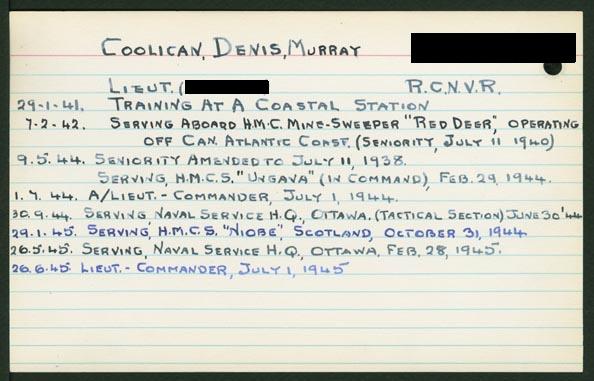 COOLICAN, DENIS, MURRAY
LIEUT. ( R.C.N.V.R.
29-1-41. TRAINING AT A COASTAL STATION
7-2-42. SERVING ABOARD H.M.C. MINE-SWEEPER "RED DEER", OPERATING
OFF CAN. ATLANTIC COAST. (SENIORITY, JULY 11 1940)
9.5.44. SENIORITY AMENDED TO JULY 11, 1938.
SERVING, H.M.C.S. "UNGAVA" (IN COMMAND), FEB. 29, 1944.
1.7.44. A/LIEUT.-COMMANDER, JULY 1, 1944.
30.9.44. SERVING, NAVAL SERVICE H.Q., OTTAWA. (TACTICAL SECTION) JUNE 30'44
29.1.45. SERVING, H.M.C.S. "NIOBE", SCOTLAND, OCTOBER 31, 1944
26.5.45. SERVING, NAVAL SERVICE H.Q., OTTAWA. FEB. 28, 1945.
26.6.45 LIEUT.-COMMANDER, JULY 1, 1945